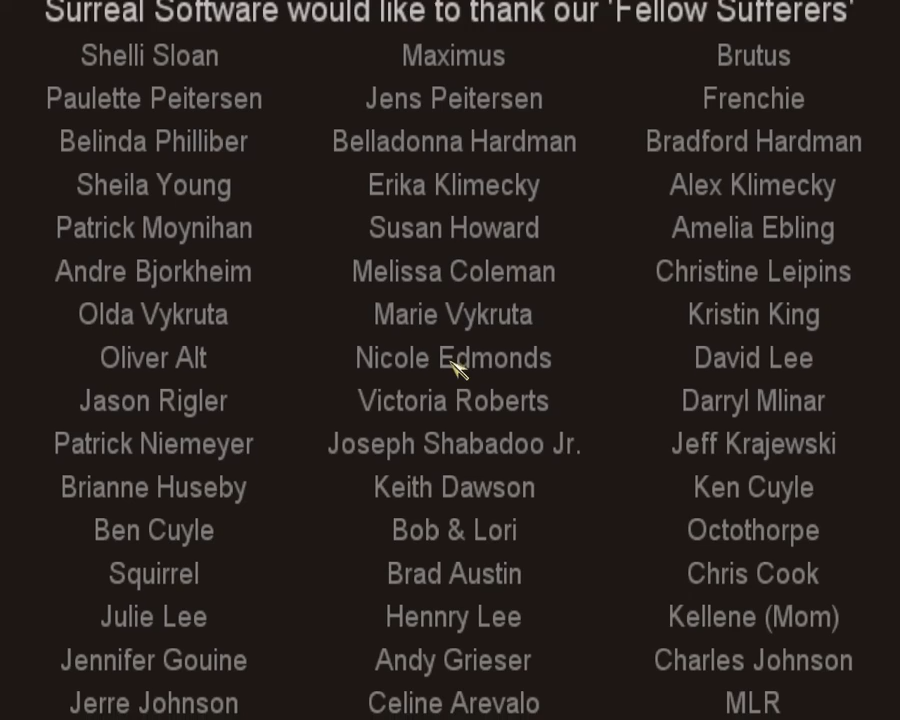 Surreal Software would like to thank our 'Fellow Sufferers'
Shelli Sloan Maximus Brutus
Paulette Peitersen Jens Peitersen Frenchie
Belinda Philliber Belladonna Hardman Bradford Hardman
Sheila Young Erika Klimecky Alex Klimecky
Patrick Moynihan Susan Howard Amelia Ebling
Andre Bjorkheim Melissa Coleman Christine Leipins
Olda Vykruta Marie Vykruta Kristin King
Oliver Alt Nicole Edmonds David Lee
Jason Rigler Victoria Roberts Darryl Mlinar
Patrick Niemeyer Joseph Shabadoo Jr. Jeff Krajewski
Brianne Huseby Keith Dawson Ken Cuyle
Ben Cuyle Bob & Lori Octothorpe
Squirrel Brad Austin Chris Cook
Julie Lee Hennry Lee Kellene (Mom)
Jennifer Gouine Andy Grieser Charles Johnson
Jerre Johnson Celine Arevalo MLR